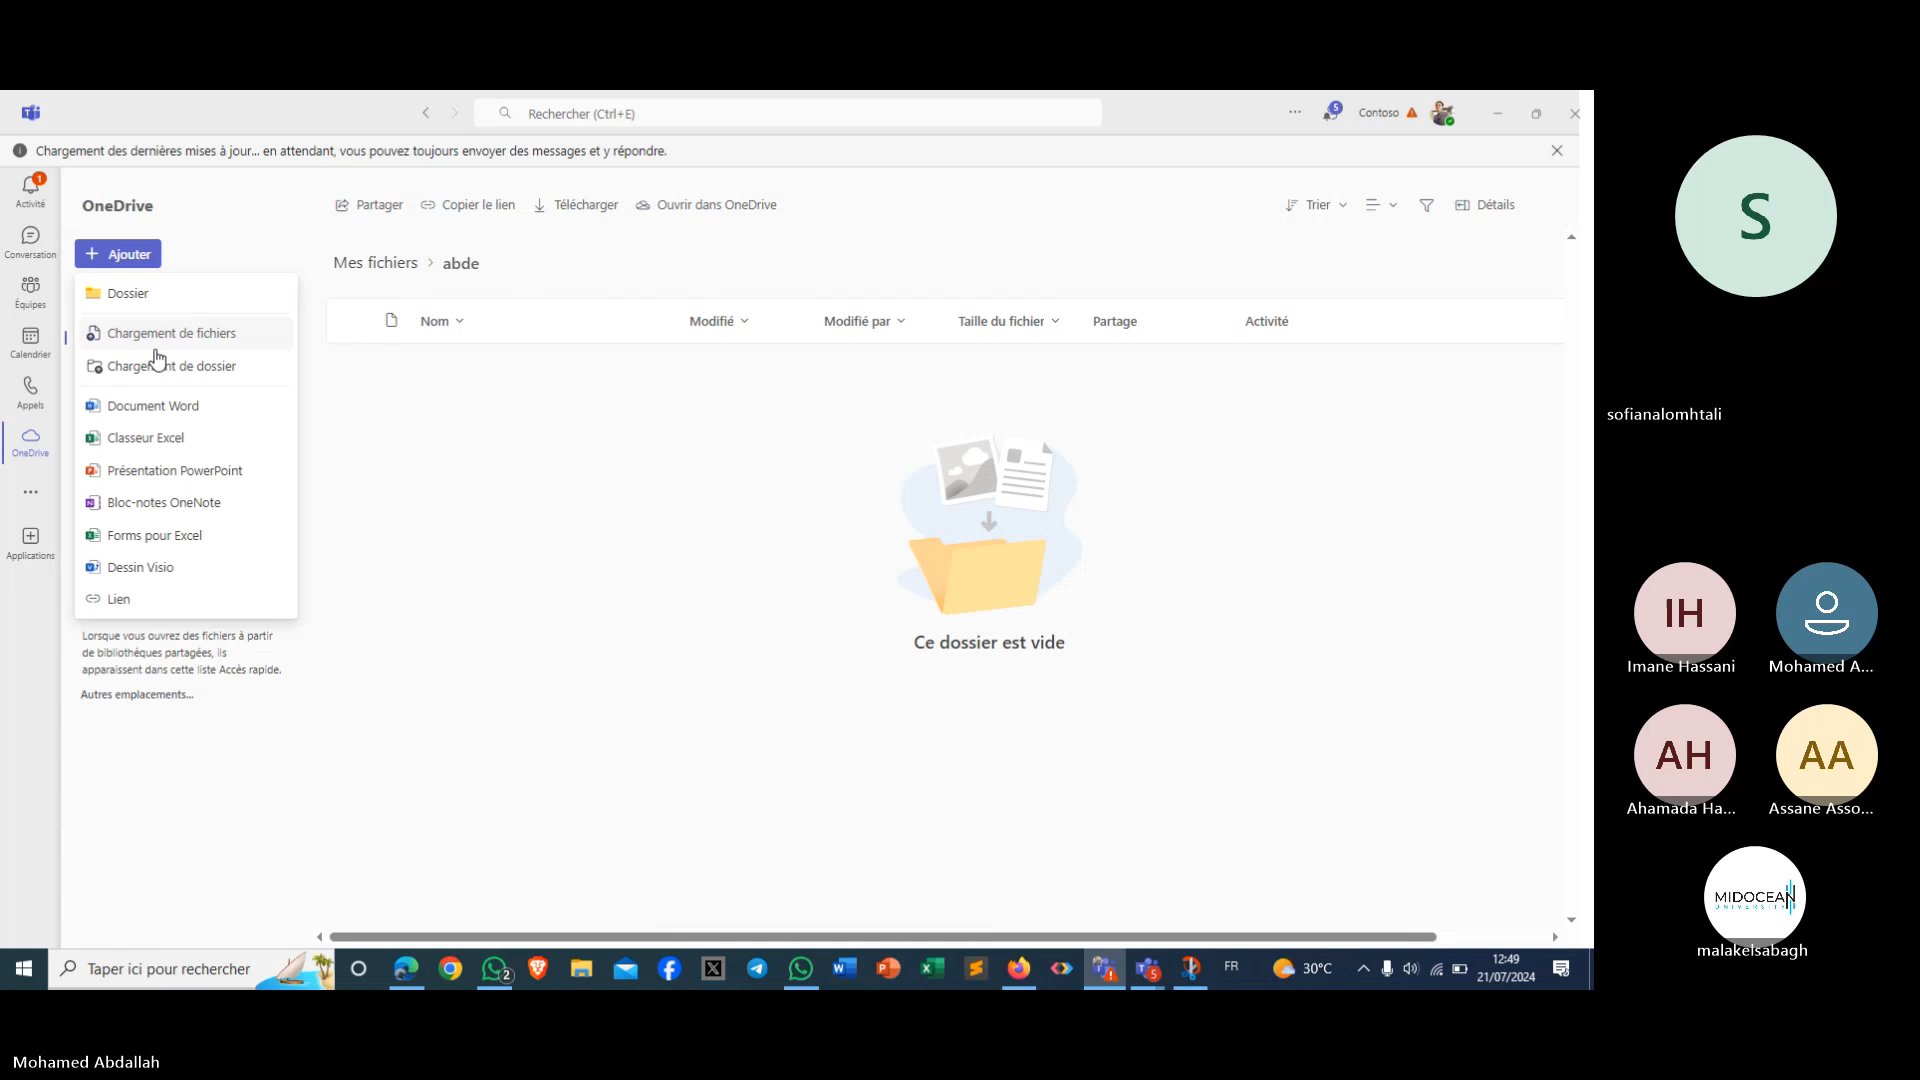 Rechercher (Ctrl+E)
5
Contoso
Chargement des dernières mises à jour... en attendant, vous pouvez toujours envoyer des messages et y répondre.
1
Activité
Conversation
Équipes
Calendrier
Appels
OneDrive
Applications
OneDrive
Partager
Copier le lien
Télécharger
Ouvrir dans OneDrive
Trier
Détails
Ajouter
Dossier
Chargement de fichiers
Chargement de dossier
Document Word
Classeur Excel
Présentation PowerPoint
Bloc-notes OneNote
Forms pour Excel
Dessin Visio
Lien
Lorsque vous ouvrez des fichiers à partir
de bibliothèques partagées, ils
apparaissent dans cette liste Accès rapide.
Autres emplacements...
Mes fichiers > abde
Nom
Modifié
Modifié par
Taille du fichier
Partage
Activité
Ce dossier est vide
Taper ici pour rechercher
2
5
FR
30°C
12:49
21/07/2024
S
sofianalomhtali
IH
Imane Hassani
Mohamed A...
AH
Ahamada Ha...
AA
Assane Asso...
MIDOCEAN
UNIVERSITY
malakelsabagh
Mohamed Abdallah